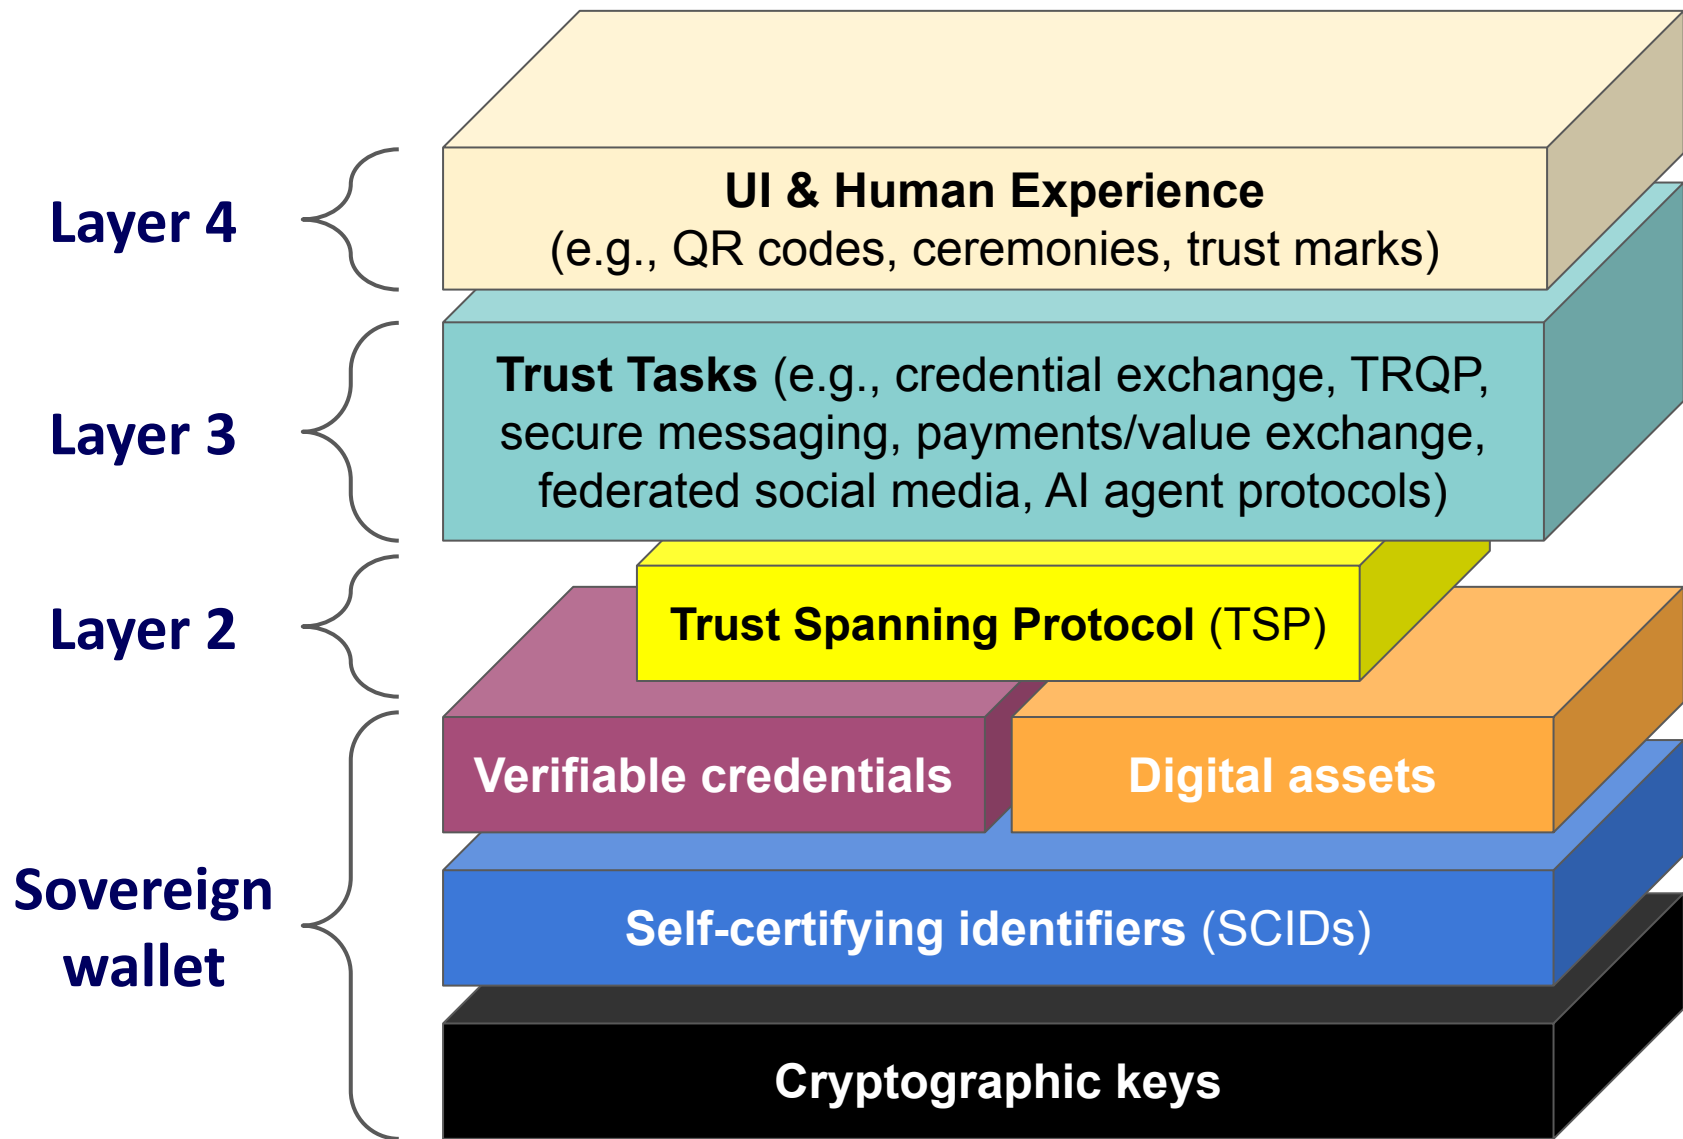 Layer 4
UI & Human Experience
(e.g., QR codes, ceremonies, trust marks)
Layer 3
Trust Tasks (e.g., credential exchange, TRQP,
secure messaging, payments/value exchange,
federated social media, AI agent protocols)
Layer 2
Trust Spanning Protocol (TSP)
Sovereign
wallet
Verifiable credentials
Digital assets
Self-certifying identifiers (SCIDs)
Cryptographic keys